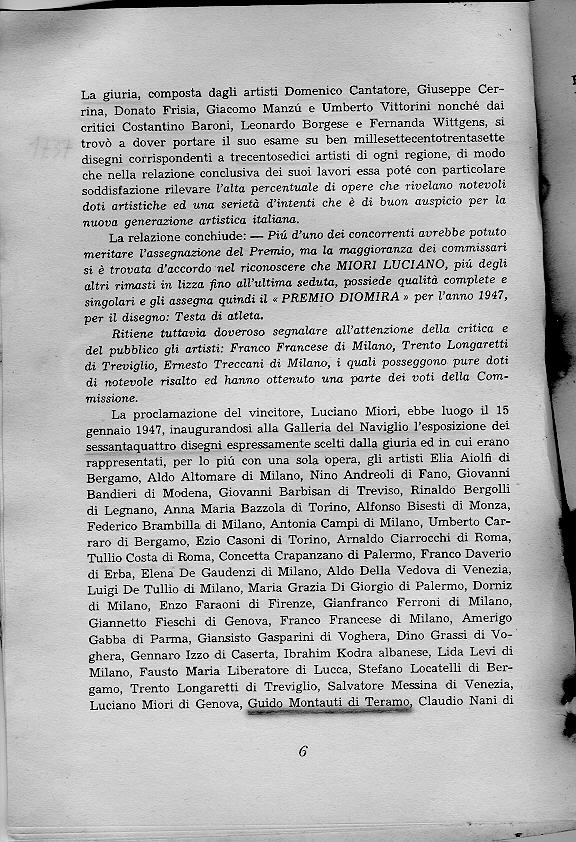 La giuria, composta dagli artisti Domenico Cantatore, Giuseppe Cer-
rina, Donato Frisia, Giacomo Manzú e Umberto Vittorini nonché dai
critici Costantino Baroni, Leonardo Borgese e Fernanda Wittgens, si
trovò a dover portare il suo esame su ben millesettecentotrentasette
1737
disegni corrispondenti a trecentosedici artisti di ogni regione, di modo
che nella relazione conclusiva dei suoi lavori essa poté con particolare
soddisfazione rilevare l'alta percentuale di opere che rivelano notevoli
doti artistiche ed una serietà d'intenti che è di buon auspicio per la
nuova generazione artistica italiana.
La relazione conchiude: — Piú d'uno dei concorrenti avrebbe potuto
meritare l'assegnazione del Premio, ma la maggioranza dei commissari
si è trovata d'accordo nel riconoscere che MIORI LUCIANO, piú degli
altri rimasti in lizza fino all'ultima seduta, possiede qualità complete e
singolari e gli assegna quindi il « PREMIO DIOMIRA » per l'anno 1947,
per il disegno: Testa di atleta.
Ritiene tuttavia doveroso segnalare all'attenzione della critica e
del pubblico gli artisti: Franco Francese di Milano, Trento Longaretti
di Treviglio, Ernesto Treccani di Milano, i quali posseggono pure doti
di notevole risalto ed hanno ottenuto una parte dei voti della Com-
missione.
La proclamazione del vincitore, Luciano Miori, ebbe luogo il 15
gennaio 1947, inaugurandosi alla Galleria del Naviglio l'esposizione dei
sessantaquattro disegni espressamente scelti dalla giuria ed in cui erano
rappresentati, per lo piú con una sola opera, gli artisti Elia Aiolfi di
Bergamo, Aldo Altomare di Milano, Nino Andreoli di Fano, Giovanni
Bandieri di Modena, Giovanni Barbisan di Treviso, Rinaldo Bergolli
di Legnano, Anna Maria Bazzola di Torino, Alfonso Bisesti di Monza,
Federico Brambilla di Milano, Antonia Campi di Milano, Umberto Car-
raro di Bergamo, Ezio Casoni di Torino, Arnaldo Ciarrocchi di Roma,
Tullio Costa di Roma, Concetta Crapanzano di Palermo, Franco Daverio
di Erba, Elena De Gaudenzi di Milano, Aldo Della Vedova di Venezia,
Luigi De Tullio di Milano, Maria Grazia Di Giorgio di Palermo, Dorniz
di Milano, Enzo Faraoni di Firenze, Gianfranco Ferroni di Milano,
Giannetto Fieschi di Genova, Franco Francese di Milano, Amerigo
Gabba di Parma, Giansisto Gasparini di Voghera, Dino Grassi di Vo-
ghera, Gennaro Izzo di Caserta, Ibrahim Kodra albanese, Lida Levi di
Milano, Fausto Maria Liberatore di Lucca, Stefano Locatelli di Ber-
gamo, Trento Longaretti di Treviglio, Salvatore Messina di Venezia,
Luciano Miori di Genova, Guido Montauti di Teramo, Claudio Nani di
6